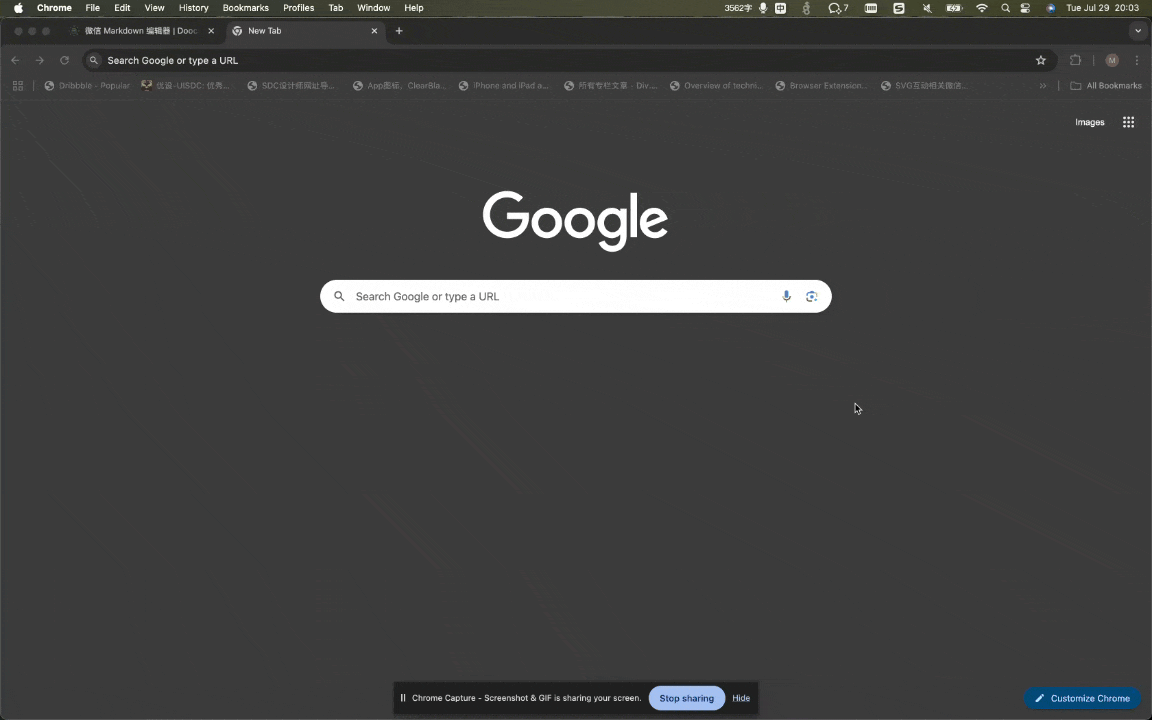 Chrome File Edit View History Bookmarks Profiles Tab Window Help 3562字 中 7 Tue Jul 29 20:03
微信 Markdown 编辑器 | Dooc New Tab
Search Google or type a URL M
Dribbble - Popular 优设-UISDC: 优秀... SDC设计师网址导... App图标, ClearBla... iPhone and iPad a... 所有专栏文章 - Div... Overview of techni... Browser Extension... SVG互动相关微信... » All Bookmarks
Images
Google
Search Google or type a URL
Chrome Capture - Screenshot & GIF is sharing your screen. Stop sharing Hide
Customize Chrome